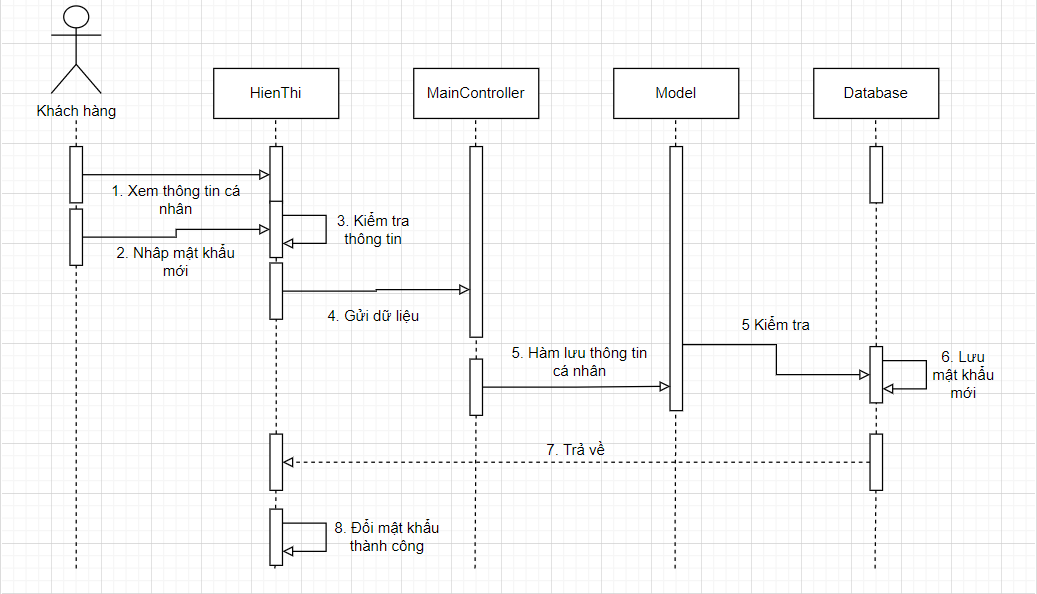 Khách hàng
HienThi
MainController
Model
Database
1. Xem thông tin cá
nhân
2. Nhâp mật khẩu
mới
3. Kiểm tra
thông tin
4. Gửi dữ liệu
5 Kiểm tra
5. Hàm lưu thông tin
cá nhân
6. Lưu
mật khẩu
mới
7. Trả về
8. Đổi mật khẩu
thành công